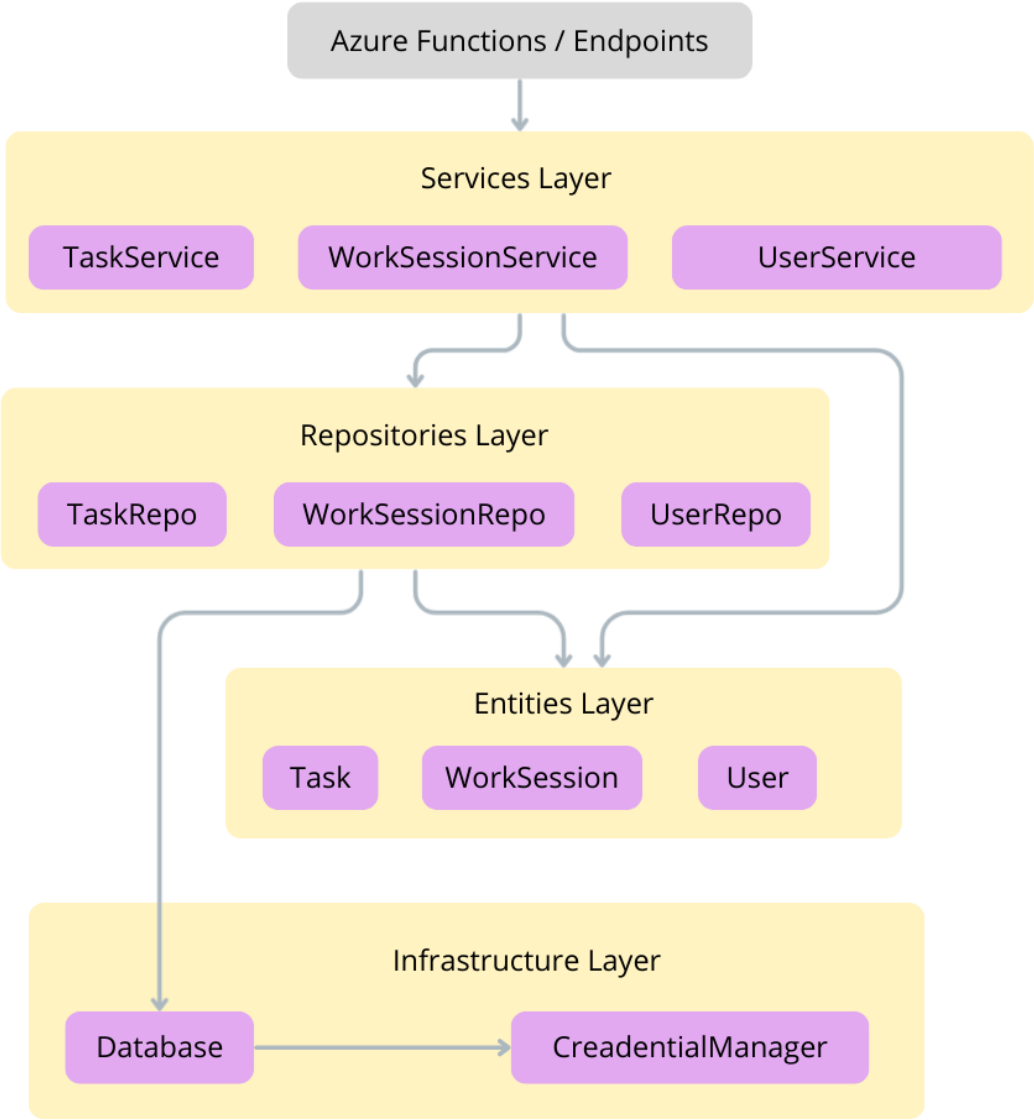 Azure Functions / Endpoints
Services Layer
TaskService
WorkSessionService
UserService
Repositories Layer
TaskRepo
WorkSessionRepo
UserRepo
Entities Layer
Task
WorkSession
User
Infrastructure Layer
Database
CreadentialManager